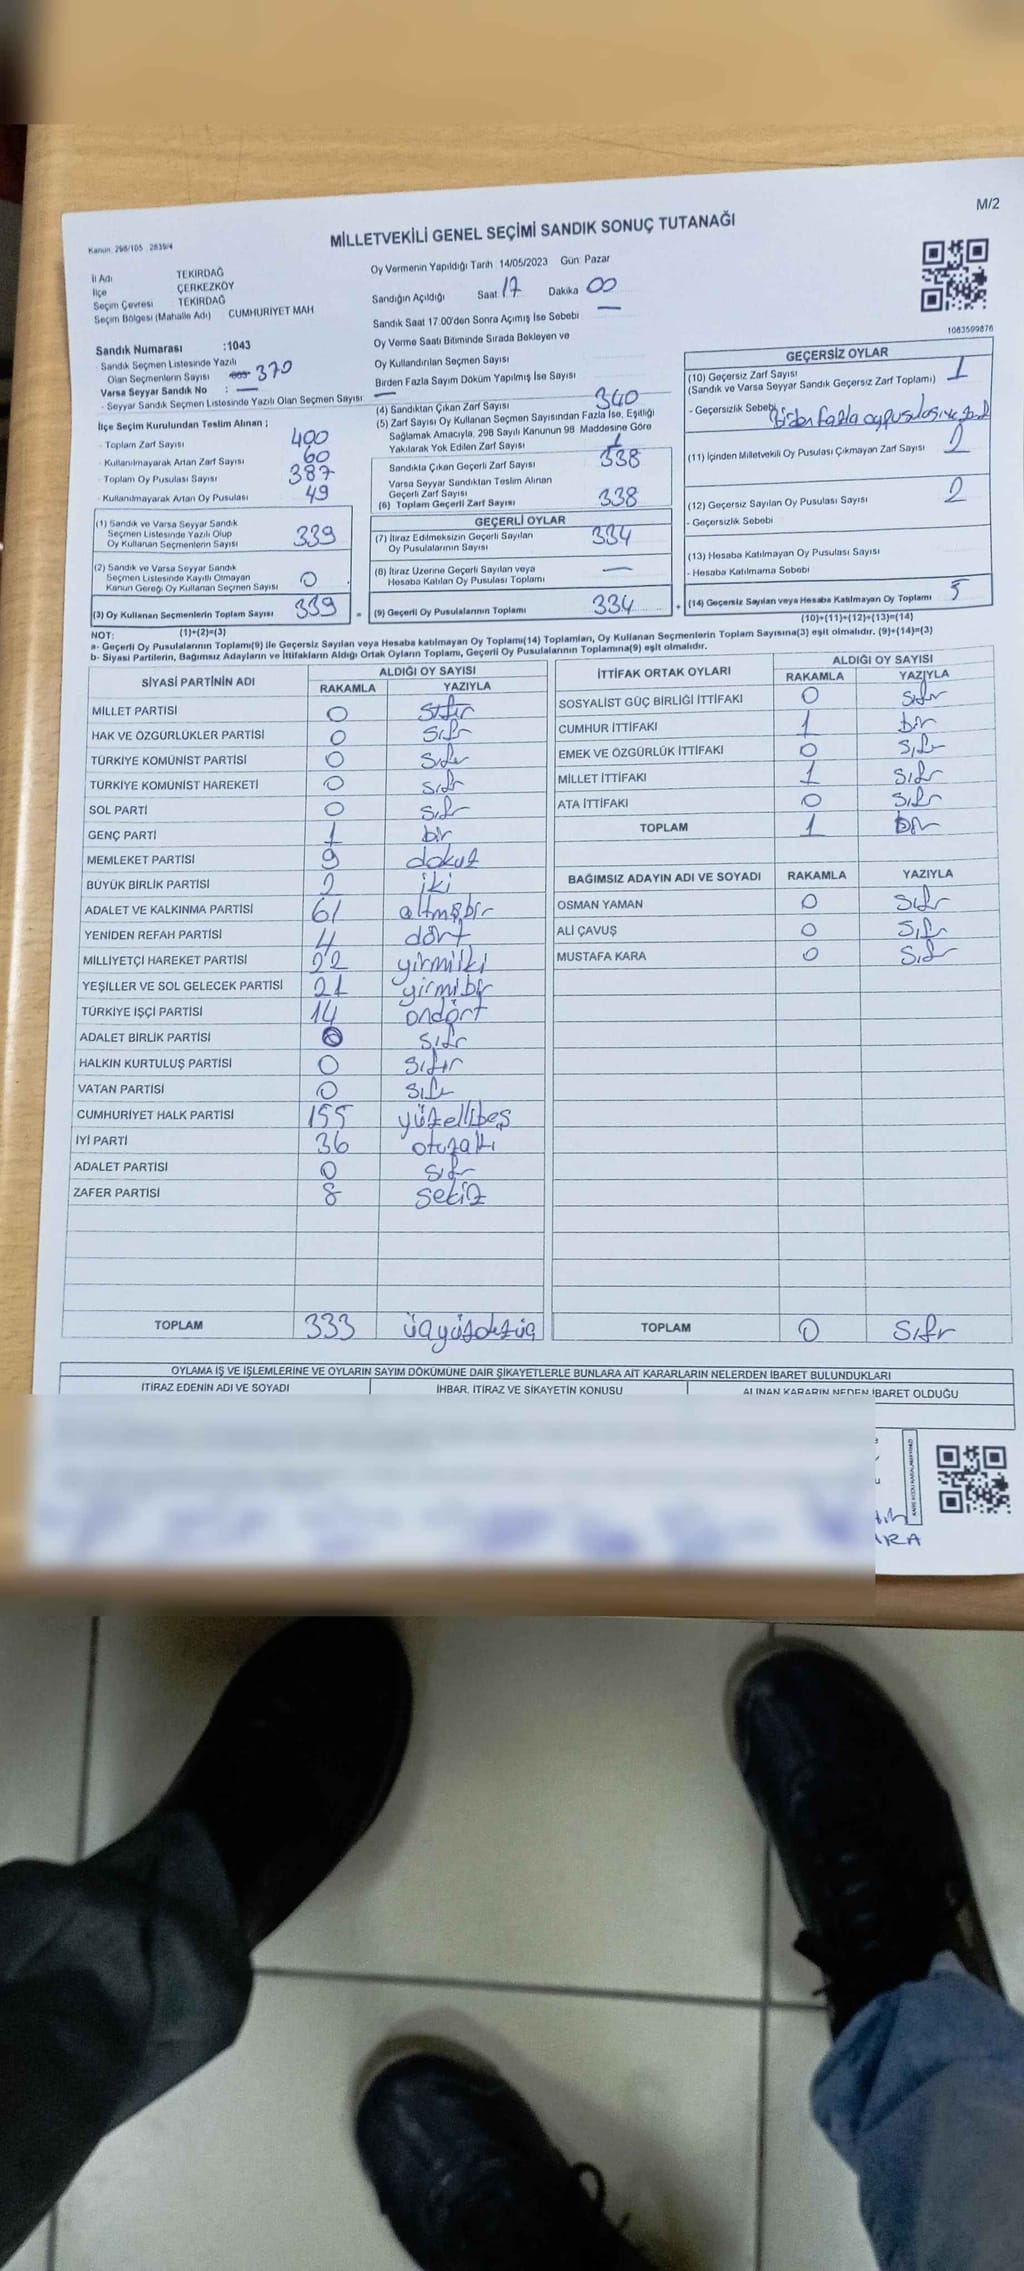 M/2
Kanun: 298/105 2839/4
MİLLETVEKİLİ GENEL SEÇİMİ SANDIK SONUÇ TUTANAĞI
İl Adı TEKİRDAĞ
İlçe ÇERKEZKÖY
Seçim Çevresi TEKİRDAĞ
Seçim Bölgesi (Mahalle Adı) CUMHURİYET MAH
Oy Vermenin Yapıldığı Tarih 14/05/2023 Gün Pazar
Sandığın Açıldığı Saat 17 Dakika 00
Sandık Saat 17.00'den Sonra Açımış İse Sebebi —
Oy Verme Saati Bitiminde Sırada Bekleyen ve
Oy Kullandırılan Seçmen Sayısı
Birden Fazla Sayım Döküm Yapılmış İse Sayısı —
1083599876
Sandık Numarası :1043
- Sandık Seçmen Listesinde Yazılı
Olan Seçmenlerin Sayısı 370
Varsa Seyyar Sandık No : —
- Seyyar Sandık Seçmen Listesinde Yazılı Olan Seçmen Sayısı:
İlçe Seçim Kurulundan Teslim Alınan ;
- Toplam Zarf Sayısı 400
- Kullanılmayarak Artan Zarf Sayısı 60
- Toplam Oy Pusulası Sayısı 387
- Kullanılmayarak Artan Oy Pusulası 49
(1) Sandık ve Varsa Seyyar Sandık
Seçmen Listesinde Yazılı Olup
Oy Kullanan Seçmenlerin Sayısı 339
(2) Sandık ve Varsa Seyyar Sandık
Seçmen Listesinde Kayıtlı Olmayan
Kanun Gereği Oy Kullanan Seçmen Sayısı 0
(3) Oy Kullanan Seçmenlerin Toplam Sayısı 339 =
(1)+(2)=(3)
(4) Sandıktan Çıkan Zarf Sayısı 340
(5) Zarf Sayısı Oy Kullanan Seçmen Sayısından Fazla İse, Eşitliği
Sağlamak Amacıyla, 298 Sayılı Kanunun 98 Maddesine Göre
Yakılarak Yok Edilen Zarf Sayısı 1
Sandıkta Çıkan Geçerli Zarf Sayısı 338
Varsa Seyyar Sandıktan Teslim Alınan
Geçerli Zarf Sayısı
(6) Toplam Geçerli Zarf Sayısı 338
GEÇERLİ OYLAR
(7) İtiraz Edilmeksizin Geçerli Sayılan
Oy Pusulalarının Sayısı 334
(8) İtiraz Üzerine Geçerli Sayılan veya
Hesaba Katılan Oy Pusulası Toplamı —
(9) Geçerli Oy Pusulalarının Toplamı 334 +
GEÇERSİZ OYLAR
(10) Geçersiz Zarf Sayısı 1
(Sandık ve Varsa Seyyar Sandık Geçersiz Zarf Toplamı)
- Geçersizlik Sebebi birden fazla oy pusulası
(11) İçinden Milletvekili Oy Pusulası Çıkmayan Zarf Sayısı 2
(12) Geçersiz Sayılan Oy Pusulası Sayısı 2
- Geçersizlik Sebebi
(13) Hesaba Katılmayan Oy Pusulası Sayısı
- Hesaba Katılmama Sebebi
(14) Geçersiz Sayılan veya Hesaba Katılmayan Oy Toplamı 5
(10)+(11)+(12)+(13)=(14)
NOT:
a- Geçerli Oy Pusulalarının Toplamı(9) ile Geçersiz Sayılan veya Hesaba katılmayan Oy Toplamı(14) Toplamları, Oy Kullanan Seçmenlerin Toplam Sayısına(3) eşit olmalıdır. (9)+(14)=(3)
b- Siyasi Partilerin, Bağımsız Adayların ve İttifakların Aldığı Ortak Oyların Toplamı, Geçerli Oy Pusulalarının Toplamına(9) eşit olmalıdır.
SİYASİ PARTİNİN ADI ALDIĞI OY SAYISI
RAKAMLA YAZIYLA
MİLLET PARTİSİ 0 sıfır
HAK VE ÖZGÜRLÜKLER PARTİSİ 0 sıfır
TÜRKİYE KOMÜNİST PARTİSİ 0 sıfır
TÜRKİYE KOMÜNİST HAREKETİ 0 sıfır
SOL PARTİ 0 sıfır
GENÇ PARTİ 1 bir
MEMLEKET PARTİSİ 9 dokuz
BÜYÜK BİRLİK PARTİSİ 2 iki
ADALET VE KALKINMA PARTİSİ 61 altmışbir
YENİDEN REFAH PARTİSİ 4 dört
MİLLİYETÇİ HAREKET PARTİSİ 22 yirmiiki
YEŞİLLER VE SOL GELECEK PARTİSİ 21 yirmibir
TÜRKİYE İŞÇİ PARTİSİ 14 ondört
ADALET BİRLİK PARTİSİ 0 sıfır
HALKIN KURTULUŞ PARTİSİ 0 sıfır
VATAN PARTİSİ 0 sıfır
CUMHURİYET HALK PARTİSİ 155 yüzellibeş
İYİ PARTİ 36 otuzaltı
ADALET PARTİSİ 0 sıfır
ZAFER PARTİSİ 8 sekiz
TOPLAM 333 üçyüzotuzüç
İTTİFAK ORTAK OYLARI ALDIĞI OY SAYISI
RAKAMLA YAZIYLA
SOSYALİST GÜÇ BİRLİĞİ İTTİFAKI 0 sıfır
CUMHUR İTTİFAKI 1 bir
EMEK VE ÖZGÜRLÜK İTTİFAKI 0 sıfır
MİLLET İTTİFAKI 1 sıfır
ATA İTTİFAKI 0 sıfır
TOPLAM 1 bir
BAĞIMSIZ ADAYIN ADI VE SOYADI RAKAMLA YAZIYLA
OSMAN YAMAN 0 sıfır
ALİ ÇAVUŞ 0 sıfır
MUSTAFA KARA 0 sıfır
TOPLAM 0 sıfır
OYLAMA İŞ VE İŞLEMLERİNE VE OYLARIN SAYIM DÖKÜMÜNE DAİR ŞİKAYETLERLE BUNLARA AİT KARARLARIN NELERDEN İBARET BULUNDUKLARI
İTİRAZ EDENİN ADI VE SOYADI İHBAR, İTİRAZ VE ŞİKAYETİN KONUSU ALINAN KARARIN NEDEN İBARET OLDUĞU